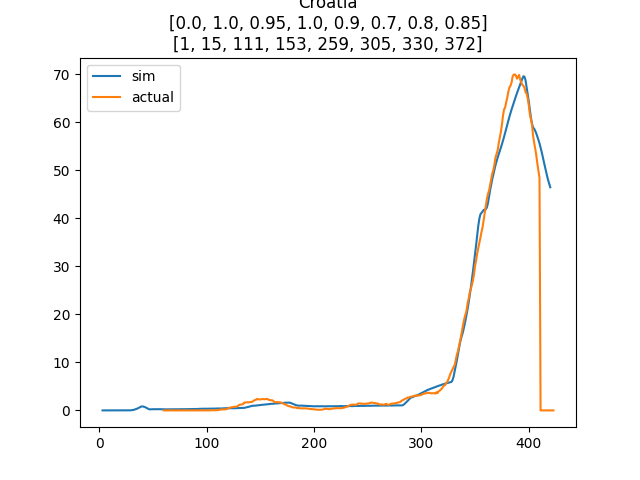 Croatia
[0.0, 1.0, 0.95, 1.0, 0.9, 0.7, 0.8, 0.85]
[1, 15, 111, 153, 259, 305, 330, 372]
sim
actual
70
60
50
40
30
20
10
0
0 100 200 300 400